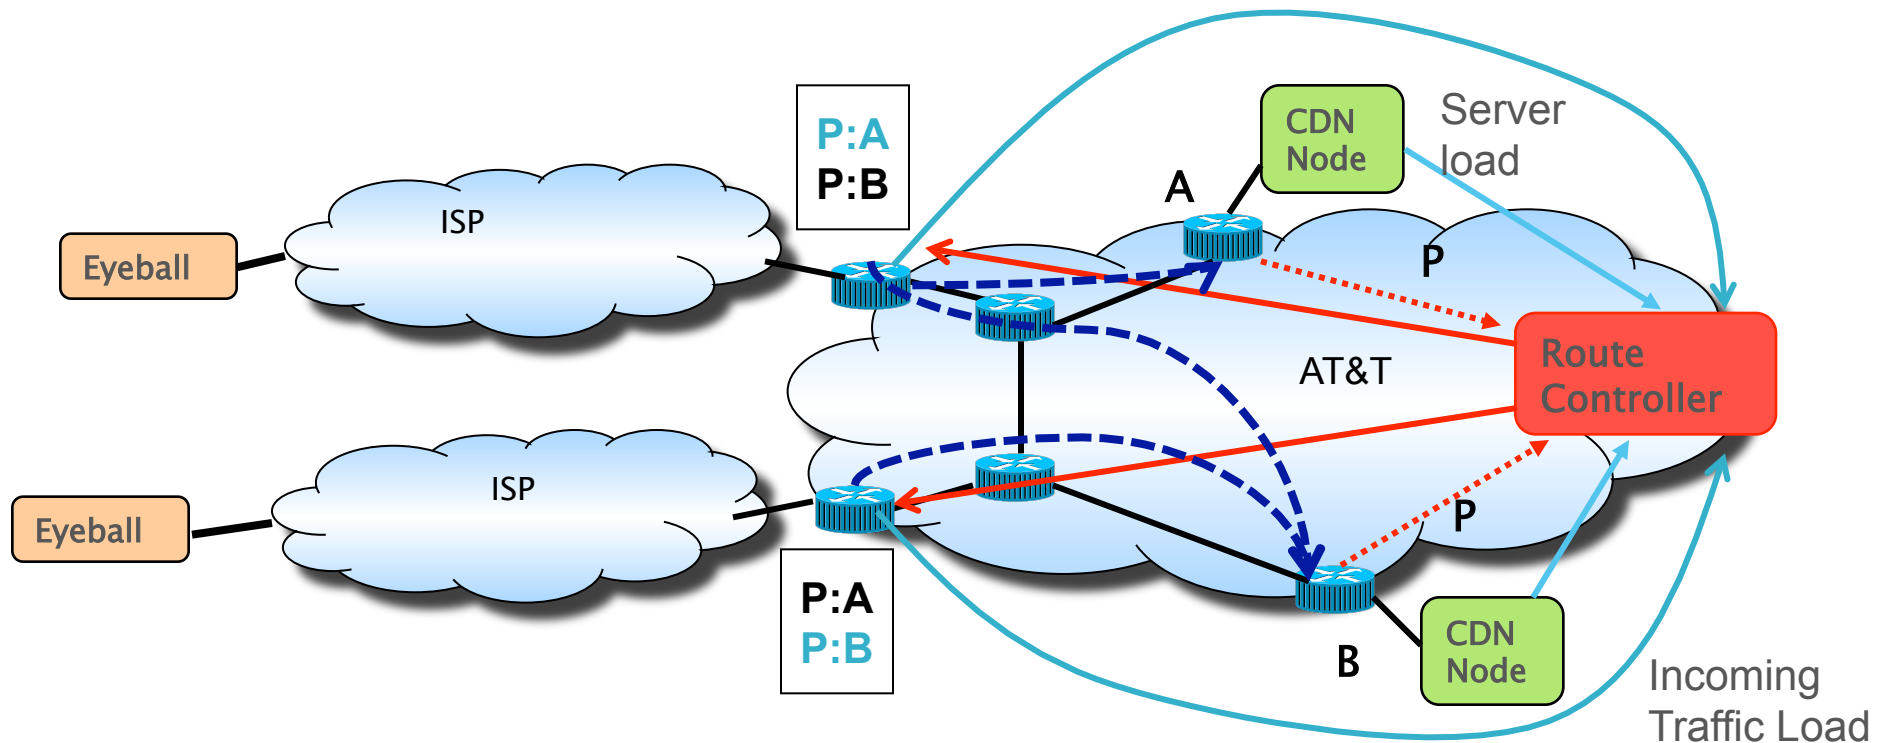 P:A
P:B
CDN
Node
Server
load
A
ISP
Eyeball
P
AT&T
Route
Controller
ISP
Eyeball
P
P:A
P:B
B
CDN
Node
Incoming
Traffic Load